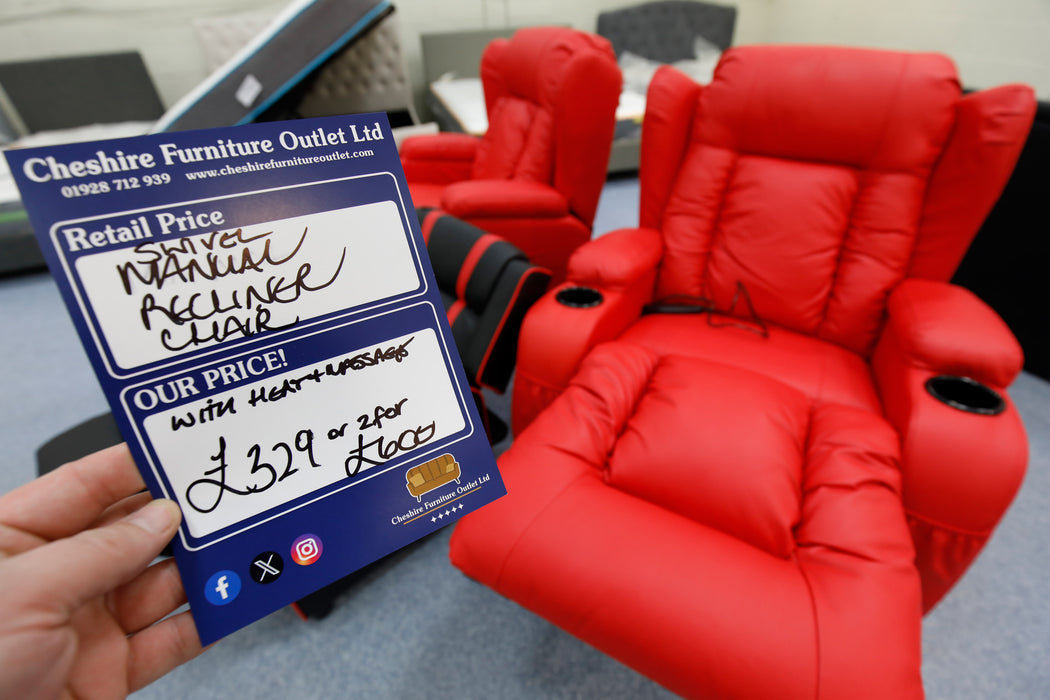 Cheshire Furniture Outlet Ltd
01928 712 939 www.cheshirefurnitureoutlet.com
Retail Price
SWIVEL
MANUAL
RECLINER
CHAIR
OUR PRICE!
WITH HEAT + MASSAGE
£329 or 2 for
£600
Cheshire Furniture Outlet Ltd